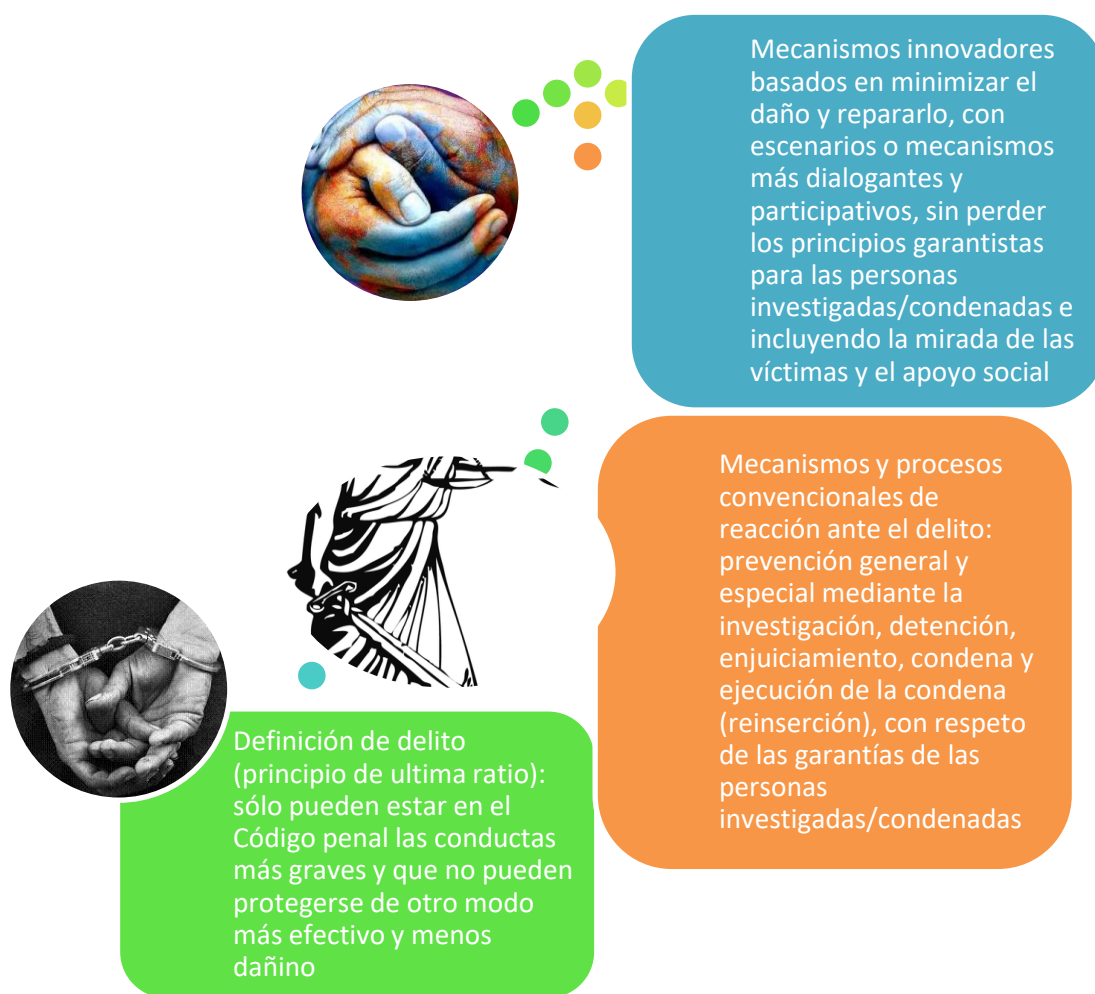 Mecanismos innovadores
basados en minimizar el
daño y repararlo, con
escenarios o mecanismos
más dialogantes y
participativos, sin perder
los principios garantistas
para las personas
investigadas/condenadas e
incluyendo la mirada de las
víctimas y el apoyo social
Mecanismos y procesos
convencionales de
reacción ante el delito:
prevención general y
especial mediante la
investigación, detención,
enjuiciamiento, condena y
ejecución de la condena
(reinserción), con respeto
de las garantías de las
personas
investigadas/condenadas
Definición de delito
(principio de ultima ratio):
sólo pueden estar en el
Código penal las conductas
más graves y que no pueden
protegerse de otro modo
más efectivo y menos
dañino